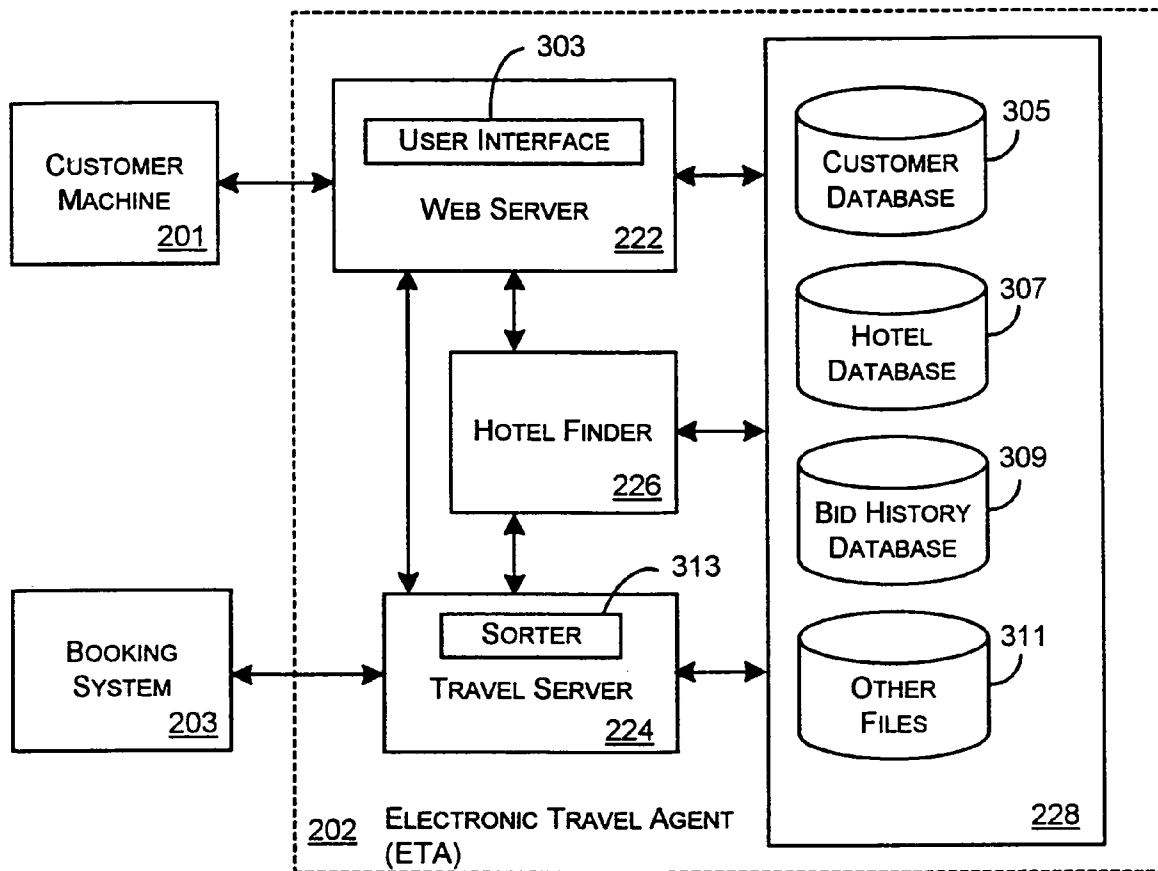 303
USER INTERFACE
WEB SERVER
222
CUSTOMER
MACHINE
201
305
CUSTOMER
DATABASE
307
HOTEL
DATABASE
HOTEL FINDER
226
309
BID HISTORY
DATABASE
313
SORTER
TRAVEL SERVER
224
BOOKING
SYSTEM
203
311
OTHER
FILES
228
202
ELECTRONIC TRAVEL AGENT
(ETA)